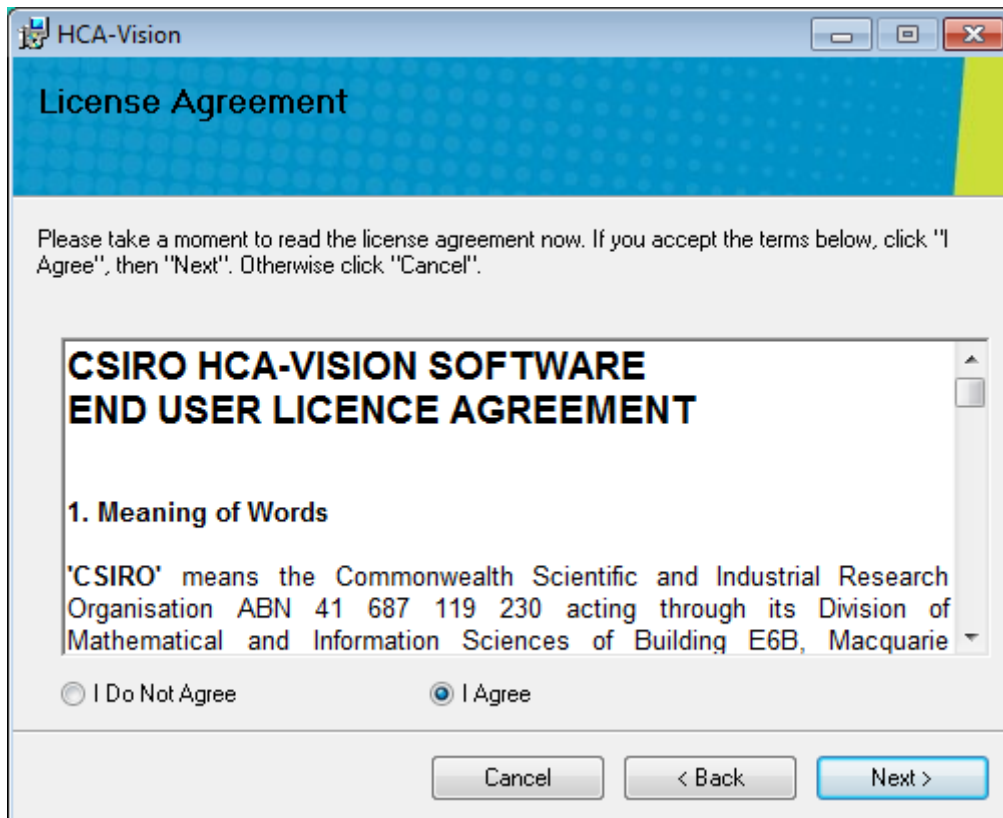 HCA-Vision
License Agreement
Please take a moment to read the license agreement now. If you accept the terms below, click "I
Agree", then "Next". Otherwise click "Cancel".
CSIRO HCA-VISION SOFTWARE
END USER LICENCE AGREEMENT
1. Meaning of Words
'CSIRO' means the Commonwealth Scientific and Industrial Research
Organisation ABN 41 687 119 230 acting through its Division of
Mathematical and Information Sciences of Building E6B, Macquarie
I Do Not Agree I Agree
Cancel < Back Next >